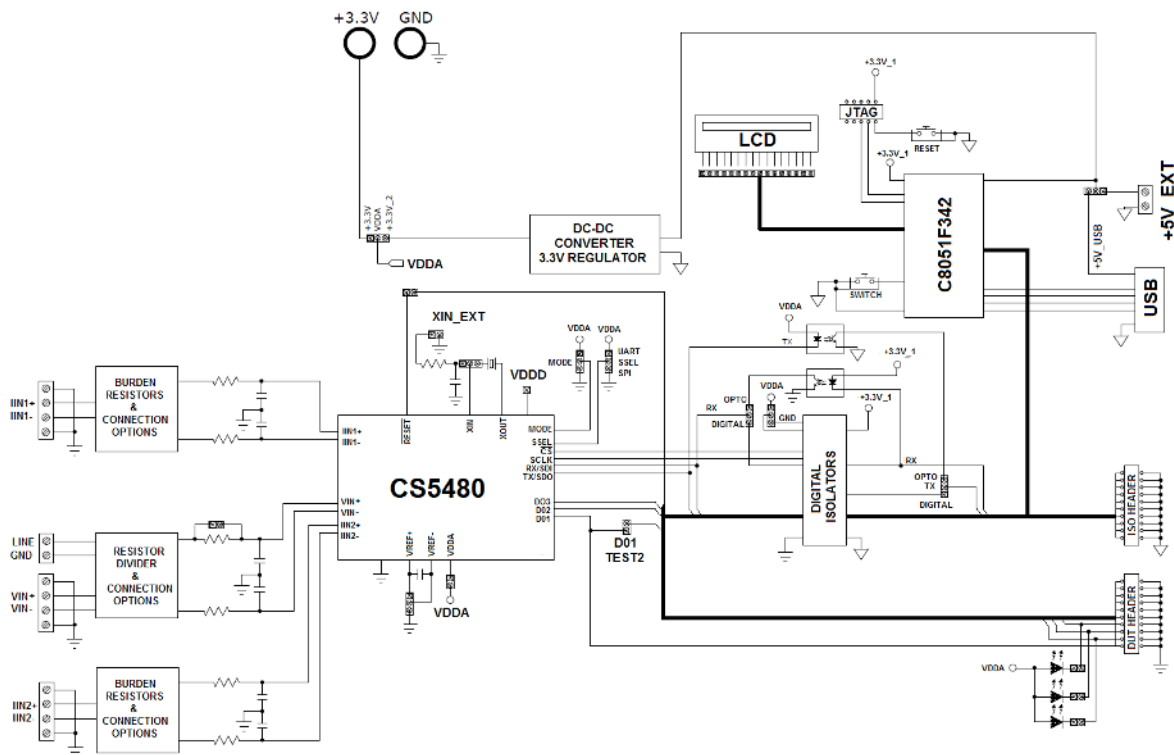 +3.3V GND
+3.3V_1
JTAG
RESET
LCD
+3.3V_1
C8051F342
+5V_EXT
+5V_USB
USB
+3.3V
VDDA
+3.3V_2
VDDA
DC-DC
CONVERTER
3.3V REGULATOR
SWITCH
XIN_EXT
VDDA
VDDA
MODE
UART
SSEL
SPI
VDDD
VDDA
TX
+3.3V_1
VDDA
OPTO
+3.3V_1
GND
RX
DIGITAL
DIGITAL
ISOLATORS
RX
OPTO
TX
DIGITAL
BURDEN
RESISTORS
&
CONNECTION
OPTIONS
IIN1+
IIN1-
IIN1+
IIN1-
RESET
XIN
XOUT
MODE
SSEL
CS
SCLK
RX/SDI
TX/SDO
CS5480
VIN+
VIN-
IIN2+
IIN2-
DO3
DO2
DO1
VREF+
VREF-
VDDA
VDDA
D01
TEST2
ISO HEADER
LINE
GND
VIN+
VIN-
RESISTOR
DIVIDER
&
CONNECTION
OPTIONS
DUT HEADER
VDDA
IIN2+
IIN2-
BURDEN
RESISTORS
&
CONNECTION
OPTIONS